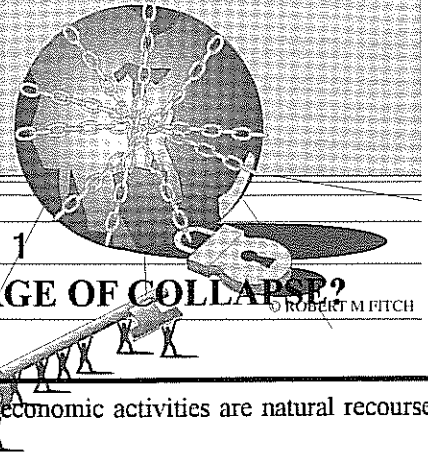 1
GE OF COLLAPSE?
© ROBERT M FITCH
economic activities are natural recourse